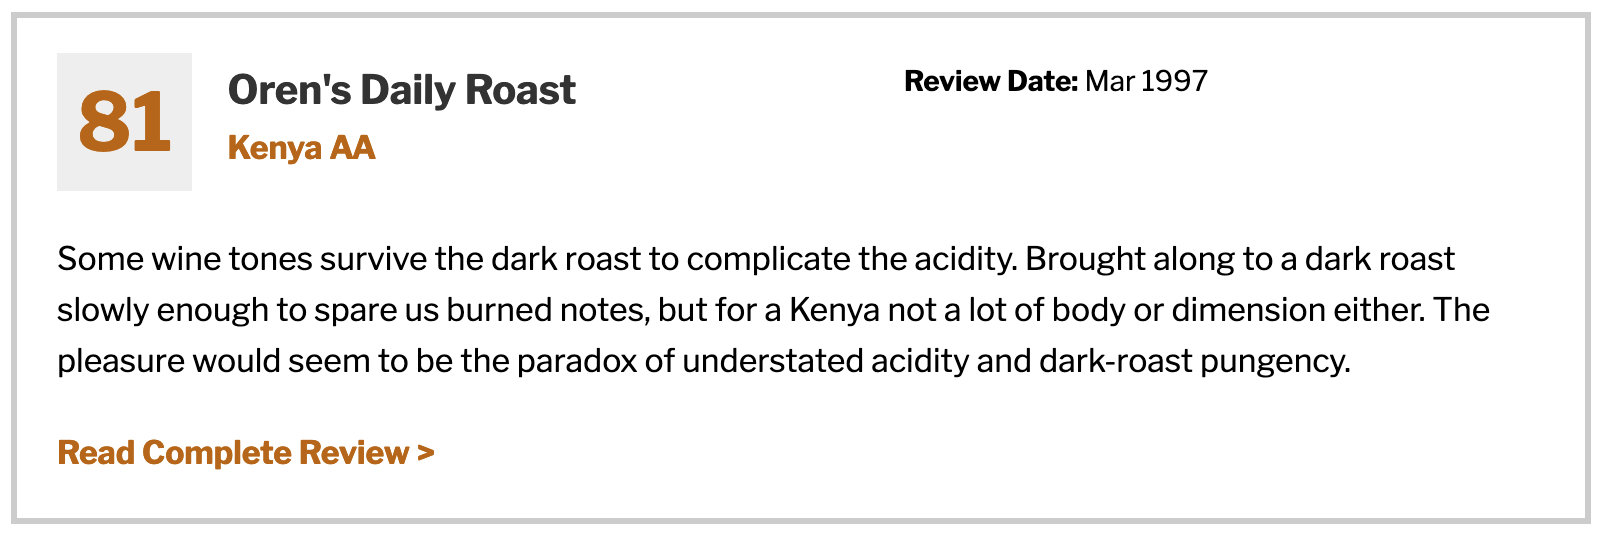 81
Oren's Daily Roast
Kenya AA
Review Date: Mar 1997
Some wine tones survive the dark roast to complicate the acidity. Brought along to a dark roast
slowly enough to spare us burned notes, but for a Kenya not a lot of body or dimension either. The
pleasure would seem to be the paradox of understated acidity and dark-roast pungency.
Read Complete Review >